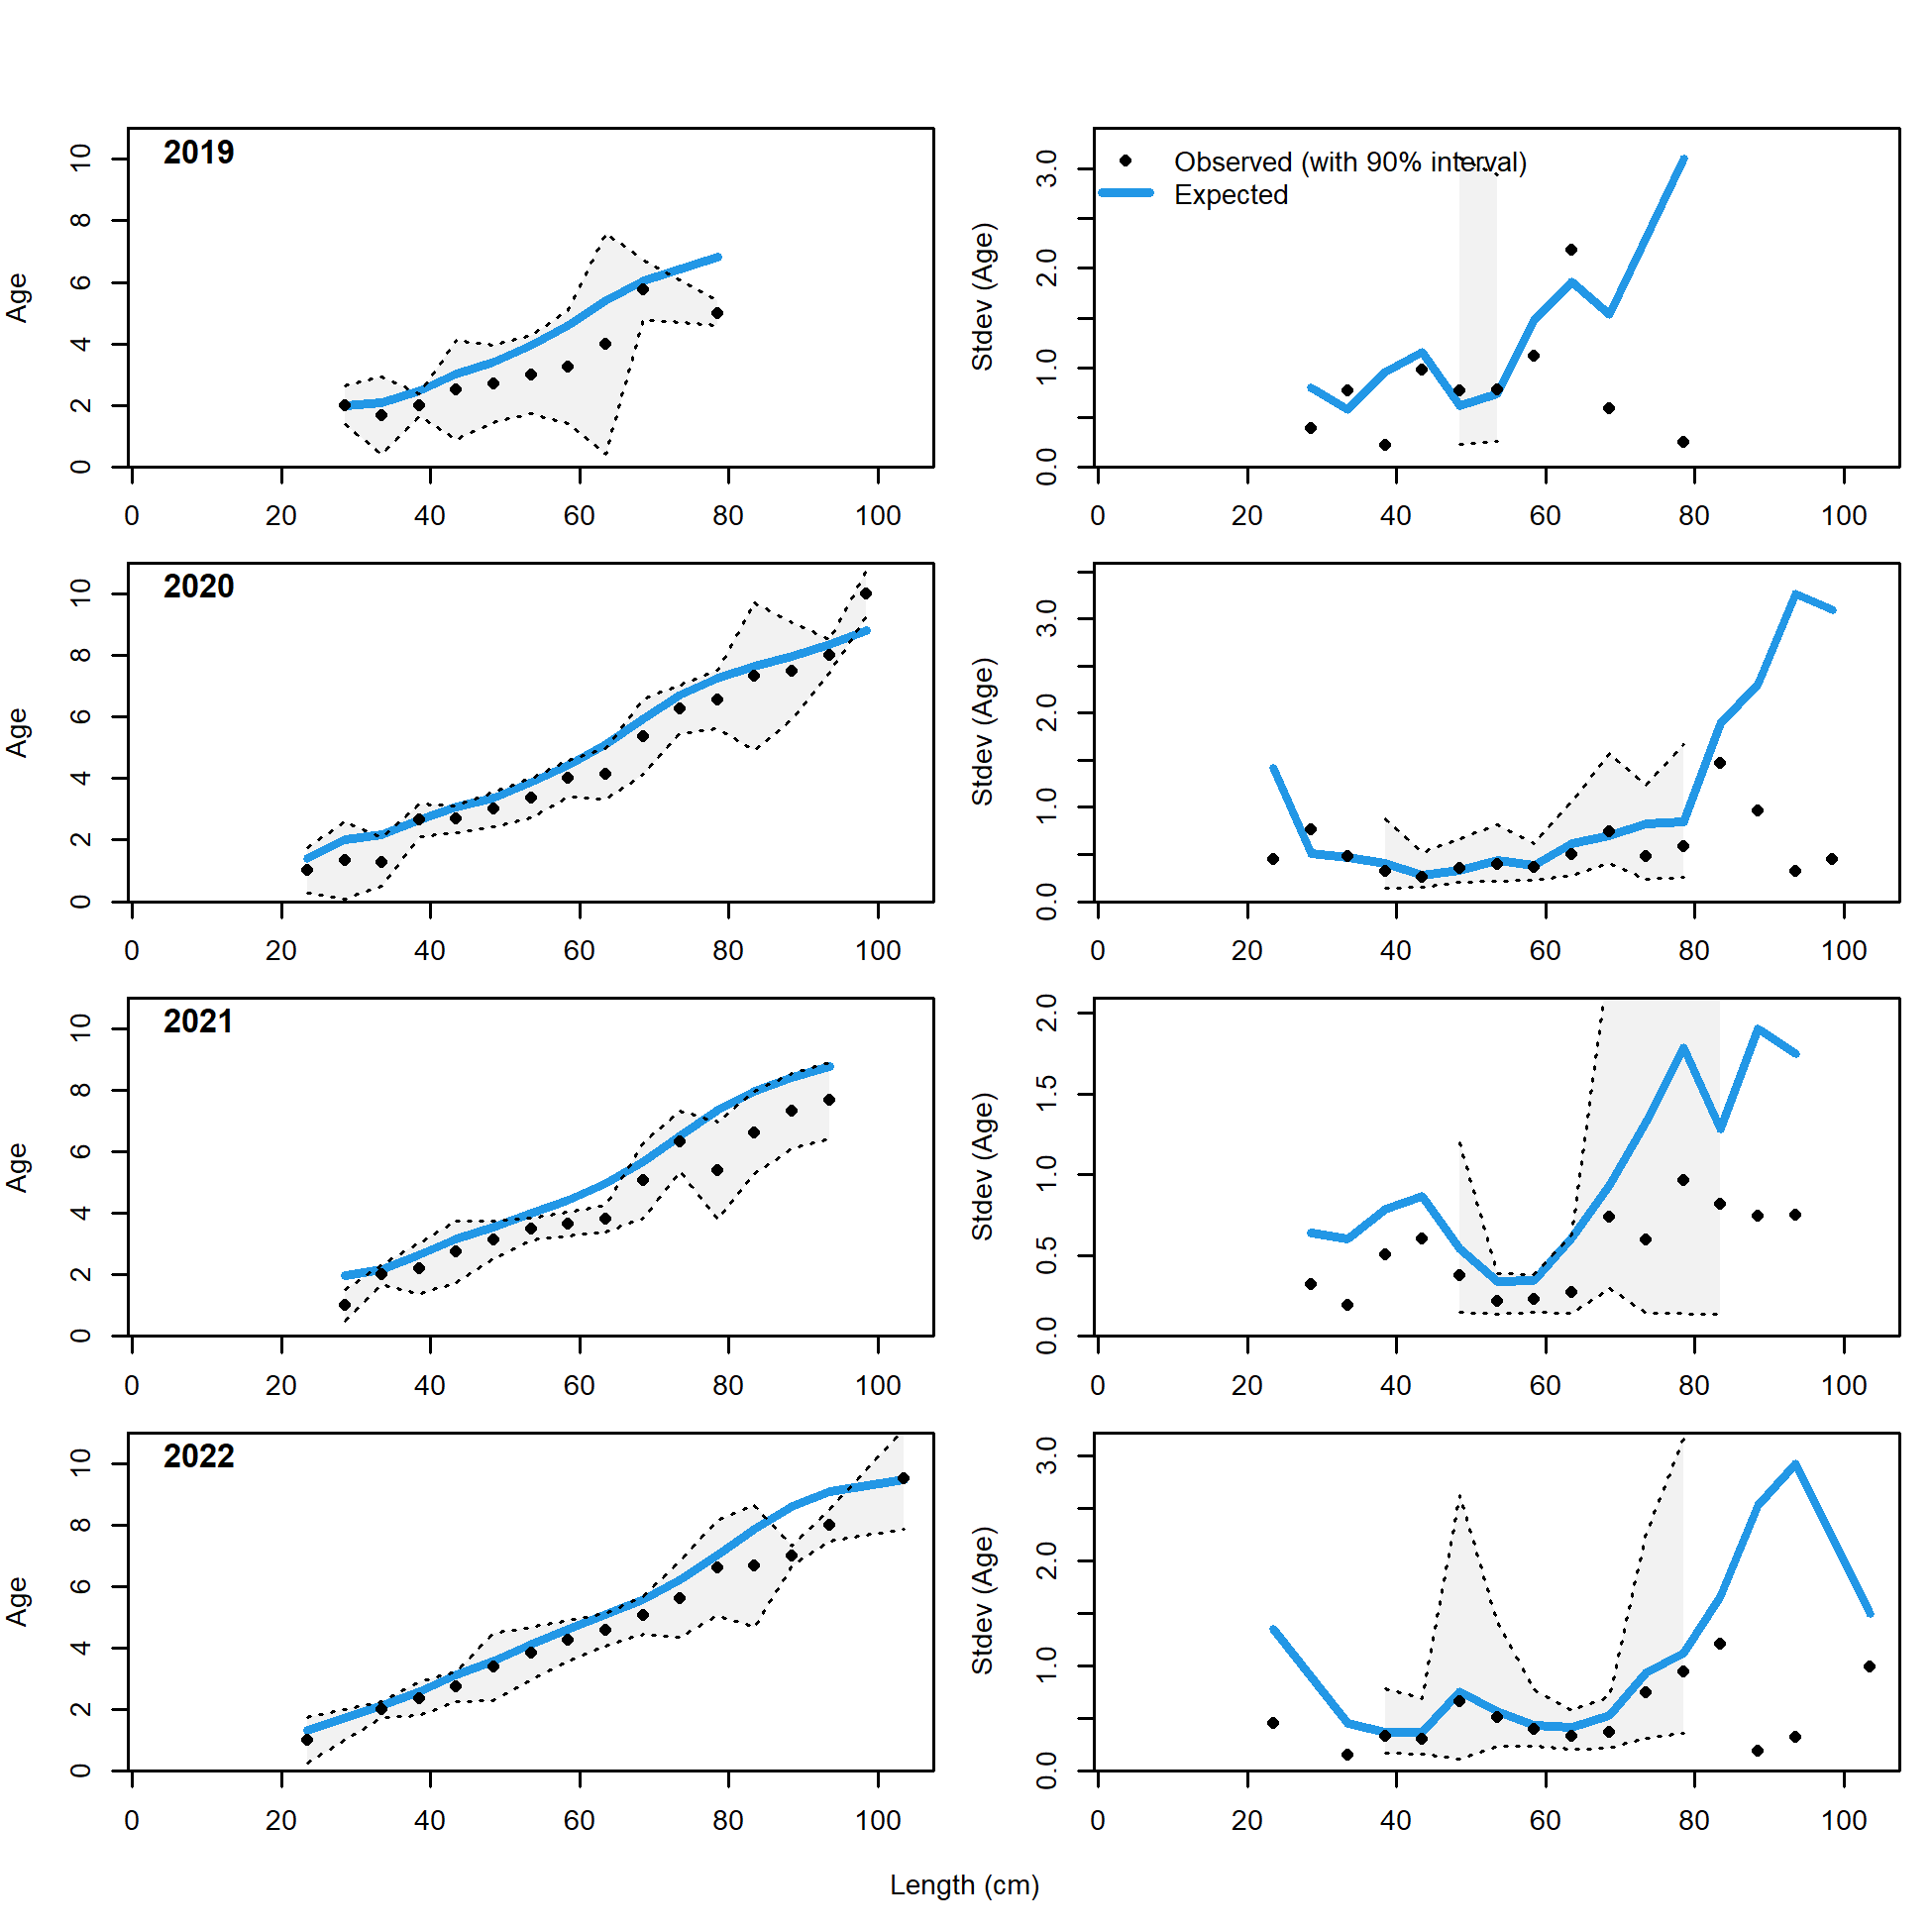 2019
Age
0 2 4 6 8 10
0 20 40 60 80 100
Observed (with 90% interval)
Expected
Stdev (Age)
0.0 1.0 2.0 3.0
0 20 40 60 80 100
2020
Age
0 2 4 6 8 10
0 20 40 60 80 100
Stdev (Age)
0.0 1.0 2.0 3.0
0 20 40 60 80 100
2021
Age
0 2 4 6 8 10
0 20 40 60 80 100
Stdev (Age)
0.0 0.5 1.0 1.5 2.0
0 20 40 60 80 100
2022
Age
0 2 4 6 8 10
0 20 40 60 80 100
Stdev (Age)
0.0 1.0 2.0 3.0
0 20 40 60 80 100
Length (cm)